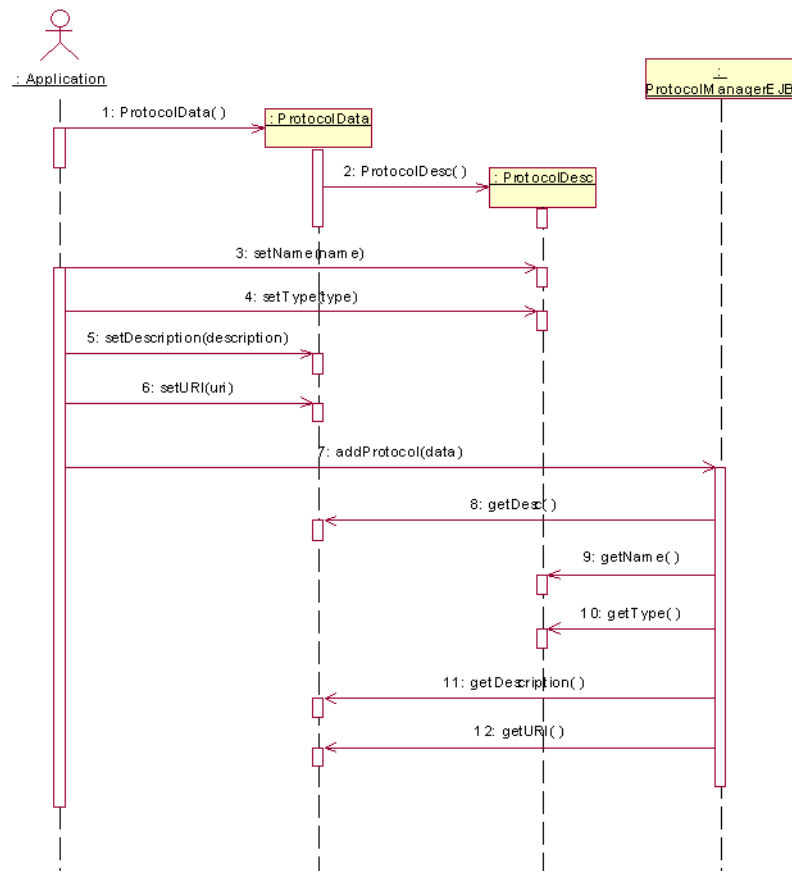 : Application
:
ProtocolManagerEJB
1: ProtocolData()
: ProtocolData
2: ProtocolDesc()
: ProtocolDesc
3: setName(name)
4: setType(type)
5: setDescription(description)
6: setURI(uri)
7: addProtocol(data)
8: getDesc()
9: getName()
10: getType()
11: getDescription()
12: getURI()